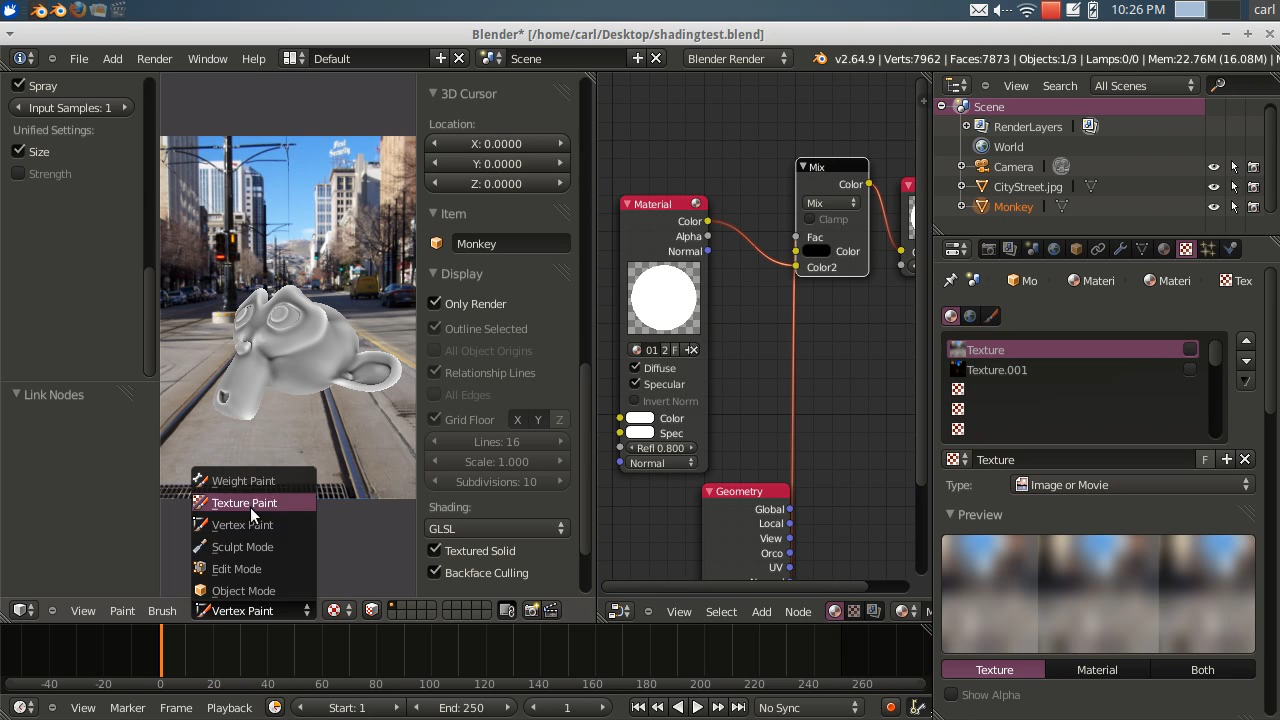 10:26 PM carl
Blender* [/home/carl/Desktop/shadingtest.blend]
File Add Render Window Help Default Scene Blender Render v2.64.9 | Verts:7962 | Faces:7873 | Objects:1/3 | Lamps:0/0 | Mem:22.76M (16.08M) |
Spray
Input Samples: 1
Unified Settings:
Size
Strength
Link Nodes
3D Cursor
Location:
X: 0.0000
Y: 0.0000
Z: 0.0000
Item
Monkey
Display
Only Render
Outline Selected
All Object Origins
Relationship Lines
All Edges
Grid Floor X Y Z
Lines: 16
Scale: 1.000
Subdivisions: 10
Shading:
GLSL
Textured Solid
Backface Culling
Weight Paint
Texture Paint
Vertex Paint
Sculpt Mode
Edit Mode
Object Mode
View Paint Brush Vertex Paint
Material
Color
Alpha
Normal
01 2 F
Diffuse
Specular
Invert Norm
Color
Spec
Refl 0.800
Normal
Mix
Color
Mix
Clamp
Fac
Color
Color2
Geometry
Global
Local
View
Orco
UV
View Select Add Node
View Search All Scenes
Scene
RenderLayers
World
Camera
CityStreet.jpg
Monkey
Mo Materi Materi Tex
Texture
Texture.001
Texture F
Type: Image or Movie
Preview
Texture Material Both
Show Alpha
-40 -20 0 20 40 60 80 100 120 140 160 180 200 220 240 260
View Marker Frame Playback Start: 1 End: 250 1 No Sync